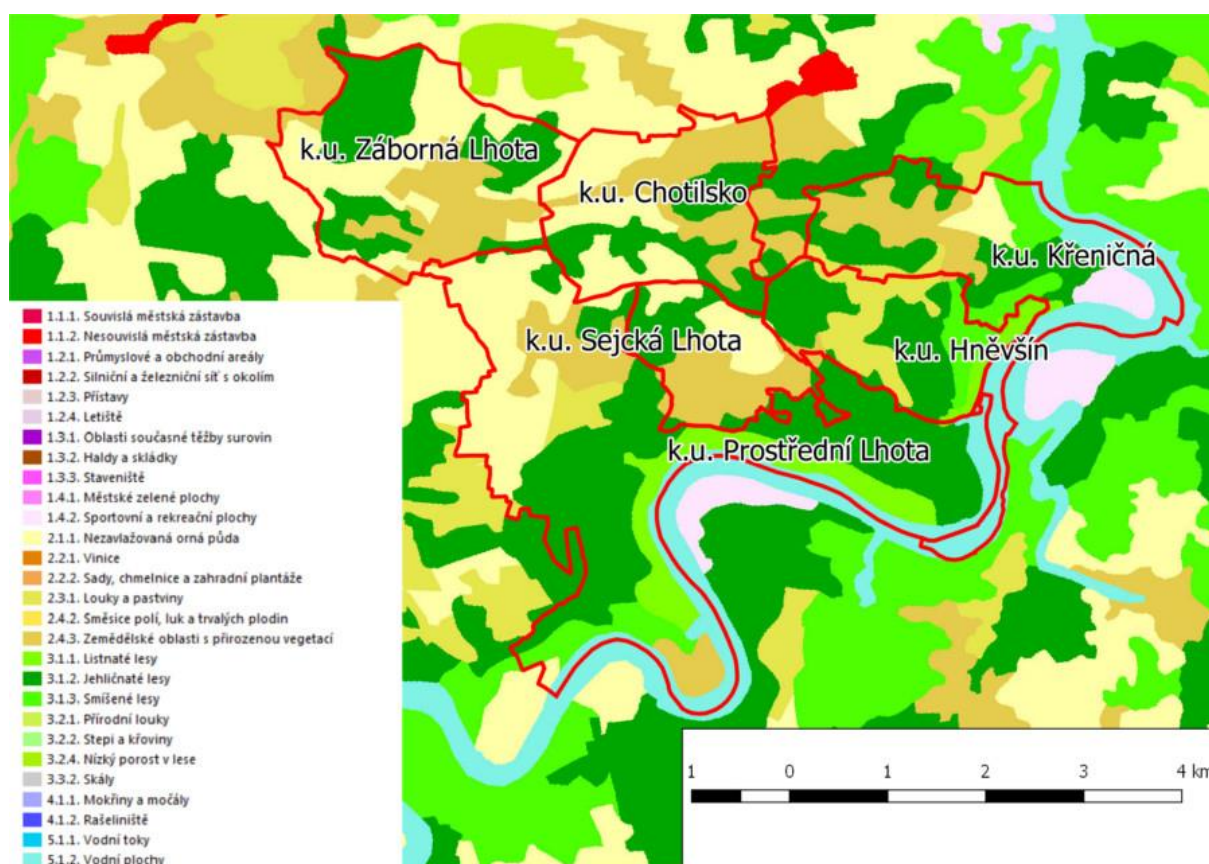 k.u. Záborná Lhota
k.u. Chotilsko
k.u. Křeničná
k.u. Sejcká Lhota
k.u. Hněvšín
k.u. Prostřední Lhota
1.1.1. Souvislá městská zástavba
1.1.2. Nesouvislá městská zástavba
1.2.1. Průmyslové a obchodní areály
1.2.2. Silniční a železniční síť s okolím
1.2.3. Přístavy
1.2.4. Letiště
1.3.1. Oblasti současné těžby surovin
1.3.2. Haldy a skládky
1.3.3. Staveniště
1.4.1. Městské zelené plochy
1.4.2. Sportovní a rekreační plochy
2.1.1. Nezavlažovaná orná půda
2.2.1. Vinice
2.2.2. Sady, chmelnice a zahradní plantáže
2.3.1. Louky a pastviny
2.4.2. Směsice polí, luk a trvalých plodin
2.4.3. Zemědělské oblasti s přirozenou vegetací
3.1.1. Listnaté lesy
3.1.2. Jehličnaté lesy
3.1.3. Smíšené lesy
3.2.1. Přírodní louky
3.2.2. Stepi a křoviny
3.2.4. Nízký porost v lese
3.3.2. Skály
4.1.1. Mokřiny a močály
4.1.2. Rašeliniště
5.1.1. Vodní toky
5.1.2. Vodní plochy
1 0 1 2 3 4 km